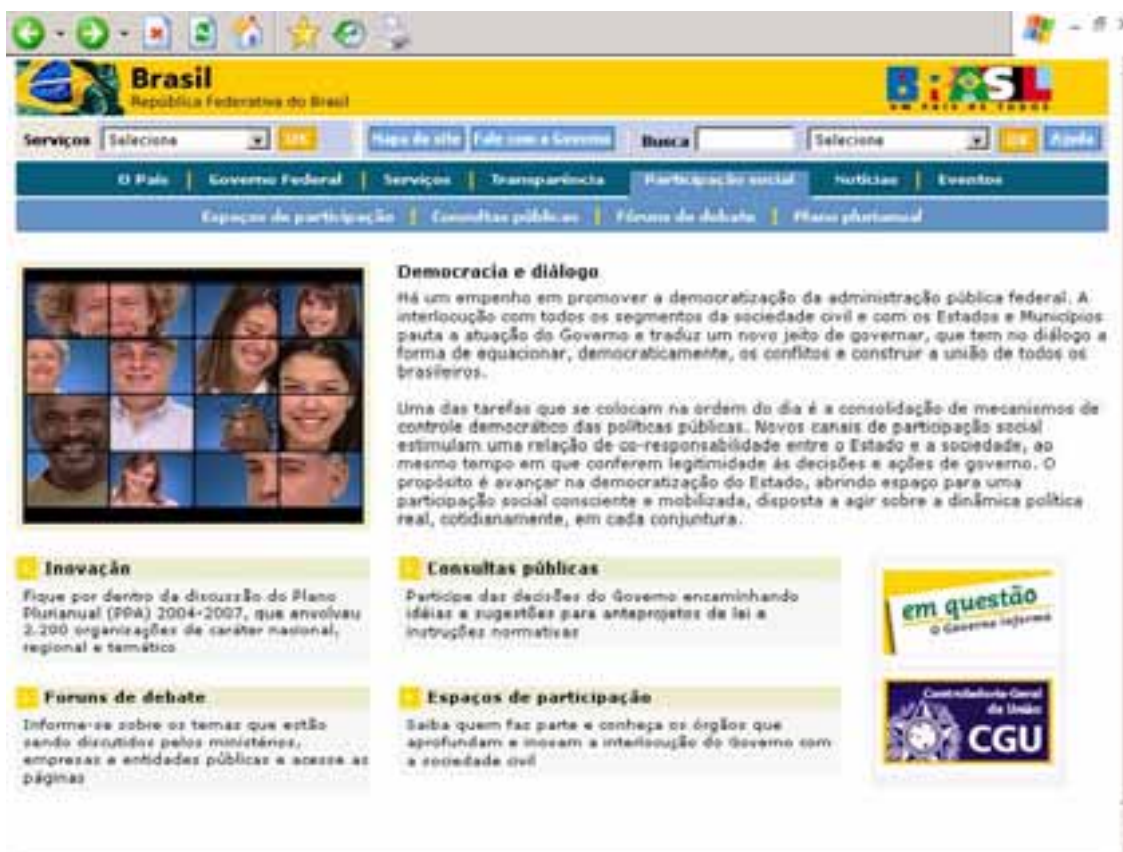 Brasil
República Federativa do Brasil
BRASIL
UM PAÍS DE TODOS
Serviços Selecione OK Mapa do site Fale com o Governo Busca Selecione OK Ajuda
O País | Governo Federal | Serviços | Transparência | Participação social | Notícias | Eventos
Espaços de participação | Consultas públicas | Fóruns de debate | Plano plurianual
Democracia e diálogo
Há um empenho em promover a democratização da administração pública federal. A
interlocução com todos os segmentos da sociedade civil e com os Estados e Municípios
pauta a atuação do Governo e traduz um novo jeito de governar, que tem no diálogo a
forma de equacionar, democraticamente, os conflitos e construir a união de todos os
brasileiros.
Uma das tarefas que se colocam na ordem do dia é a consolidação de mecanismos de
controle democrático das políticas públicas. Novos canais de participação social
estimulam uma relação de co-responsabilidade entre o Estado e a sociedade, ao
mesmo tempo em que conferem legitimidade às decisões e ações de governo. O
propósito é avançar na democratização do Estado, abrindo espaço para uma
participação social consciente e mobilizada, disposta a agir sobre a dinâmica política
real, cotidianamente, em cada conjuntura.
Inovação
Fique por dentro da discussão do Plano
Plurianual (PPA) 2004-2007, que envolveu
2.200 organizações de caráter nacional,
regional e temático
Consultas públicas
Participe das decisões do Governo encaminhando
idéias e sugestões para anteprojetos de lei e
instruções normativas
em questão
O Governo informa
Foruns de debate
Informe-se sobre os temas que estão
sendo discutidos pelos ministérios,
empresas e entidades públicas e acesse as
páginas
Espaços de participação
Saiba quem faz parte e conheça os órgãos que
aprofundam e inovam a interlocução do Governo com
a sociedade civil
Controladoria-Geral
da União
CGU